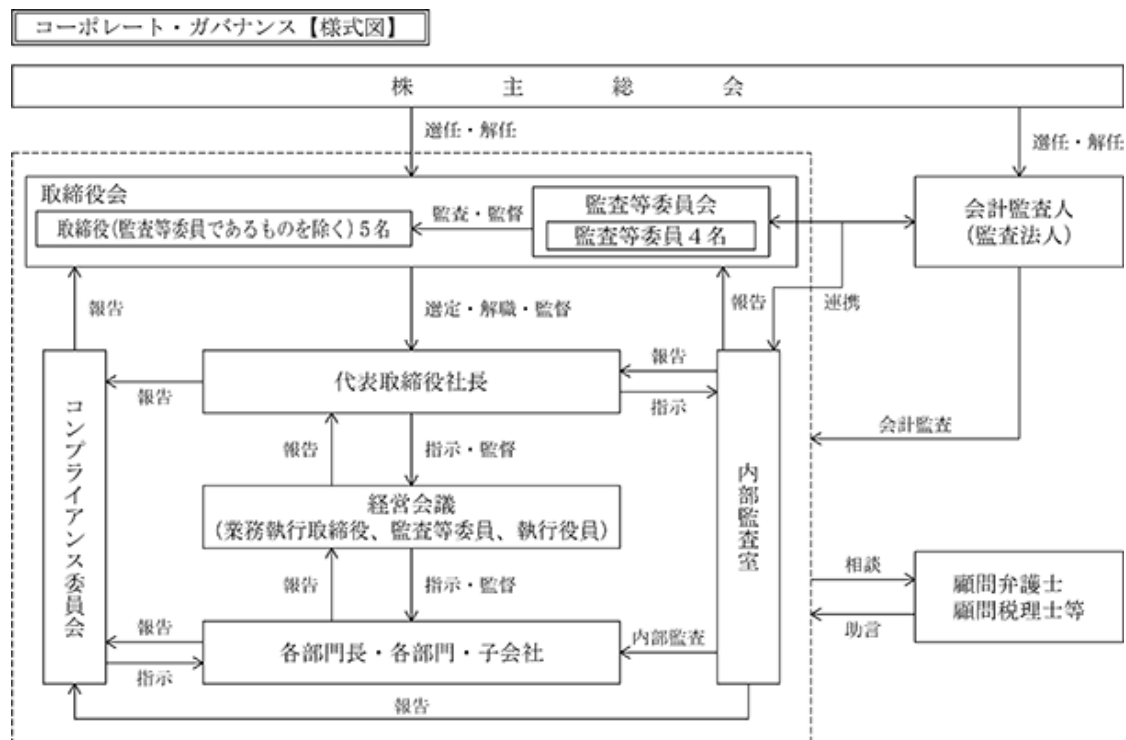 コーポレート・ガバナンス【様式図】
株主総会
選任・解任
選任・解任
取締役会
取締役(監査等委員であるものを除く)5名
監査・監督
監査等委員会
監査等委員4名
会計監査人
(監査法人)
報告
選定・解職・監督
報告
連携
コンプライアンス委員会
報告
代表取締役社長
報告
指示
内部監査室
会計監査
報告
指示・監督
経営会議
(業務執行取締役、監査等委員、執行役員)
報告
指示・監督
相談
助言
顧問弁護士
顧問税理士等
報告
指示
各部門長・各部門・子会社
内部監査
報告